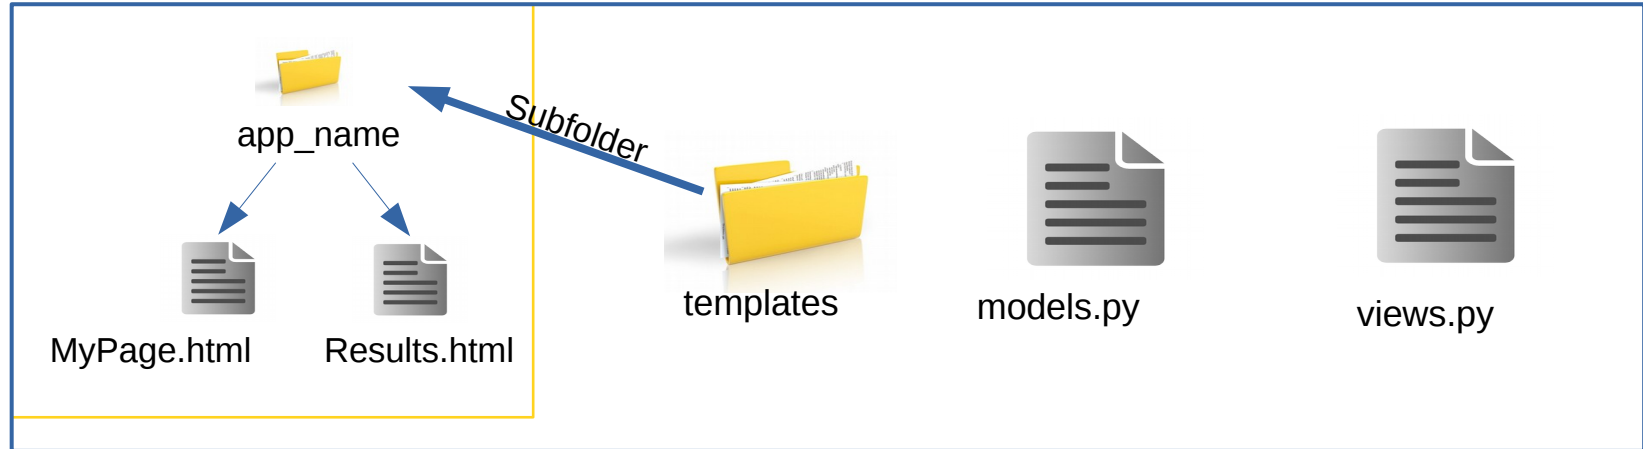 app_name
MyPage.html
Results.html
Subfolder
templates
models.py
views.py